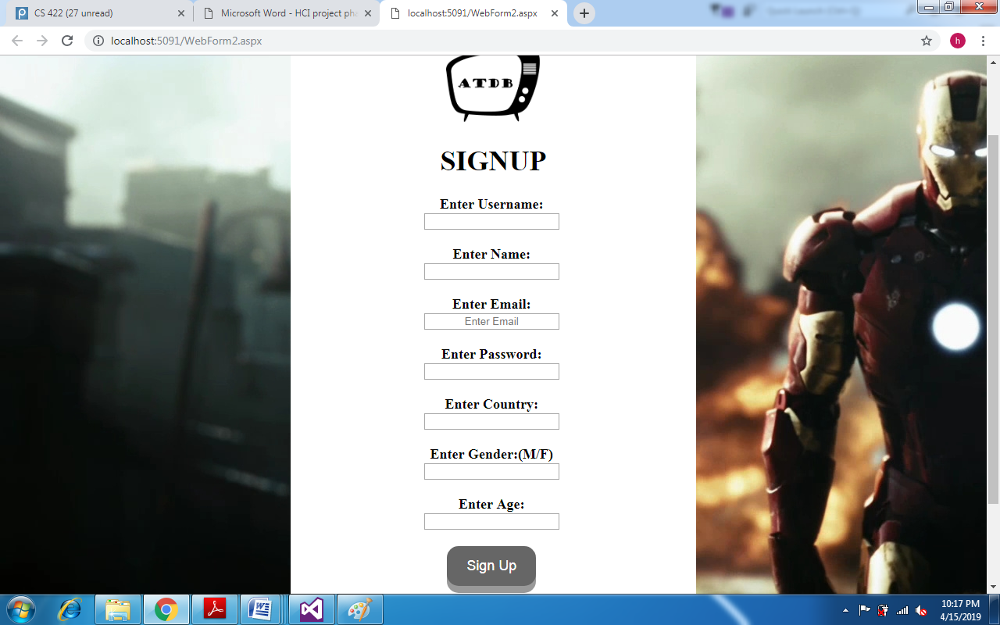 CS 422 (27 unread)
Microsoft Word - HCI project pha
localhost:5091/WebForm2.aspx
localhost:5091/WebForm2.aspx
h
ATDB
SIGNUP
Enter Username:
Enter Name:
Enter Email:
Enter Email
Enter Password:
Enter Country:
Enter Gender:(M/F)
Enter Age:
Sign Up
10:17 PM
4/15/2019